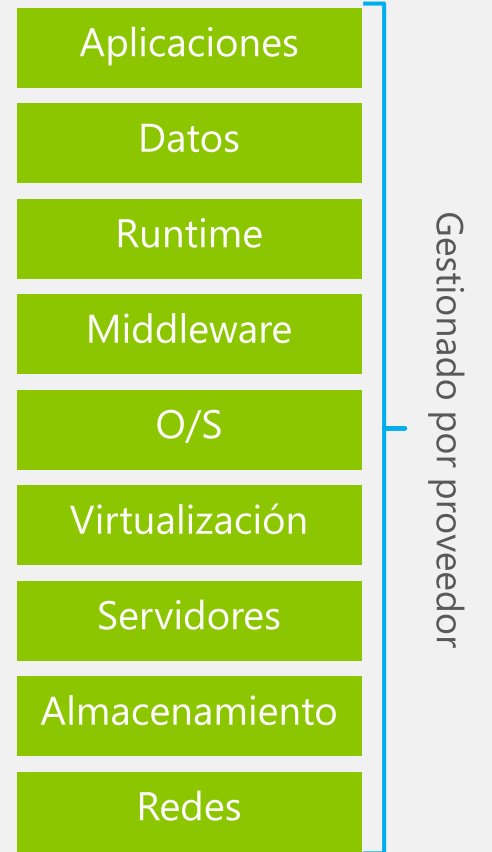 Aplicaciones
Datos
Runtime
Middleware
O/S
Virtualización
Servidores
Almacenamiento
Redes
Gestionado por proveedor